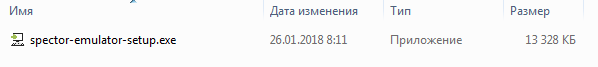 Имя Дата изменения Тип Размер
spector-emulator-setup.exe 26.01.2018 8:11 Приложение 13 328 КБ